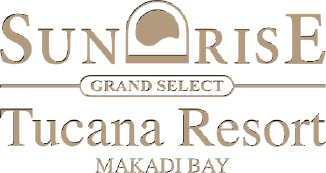 SUNRISE
GRAND SELECT
Tucana Resort
MAKADI BAY